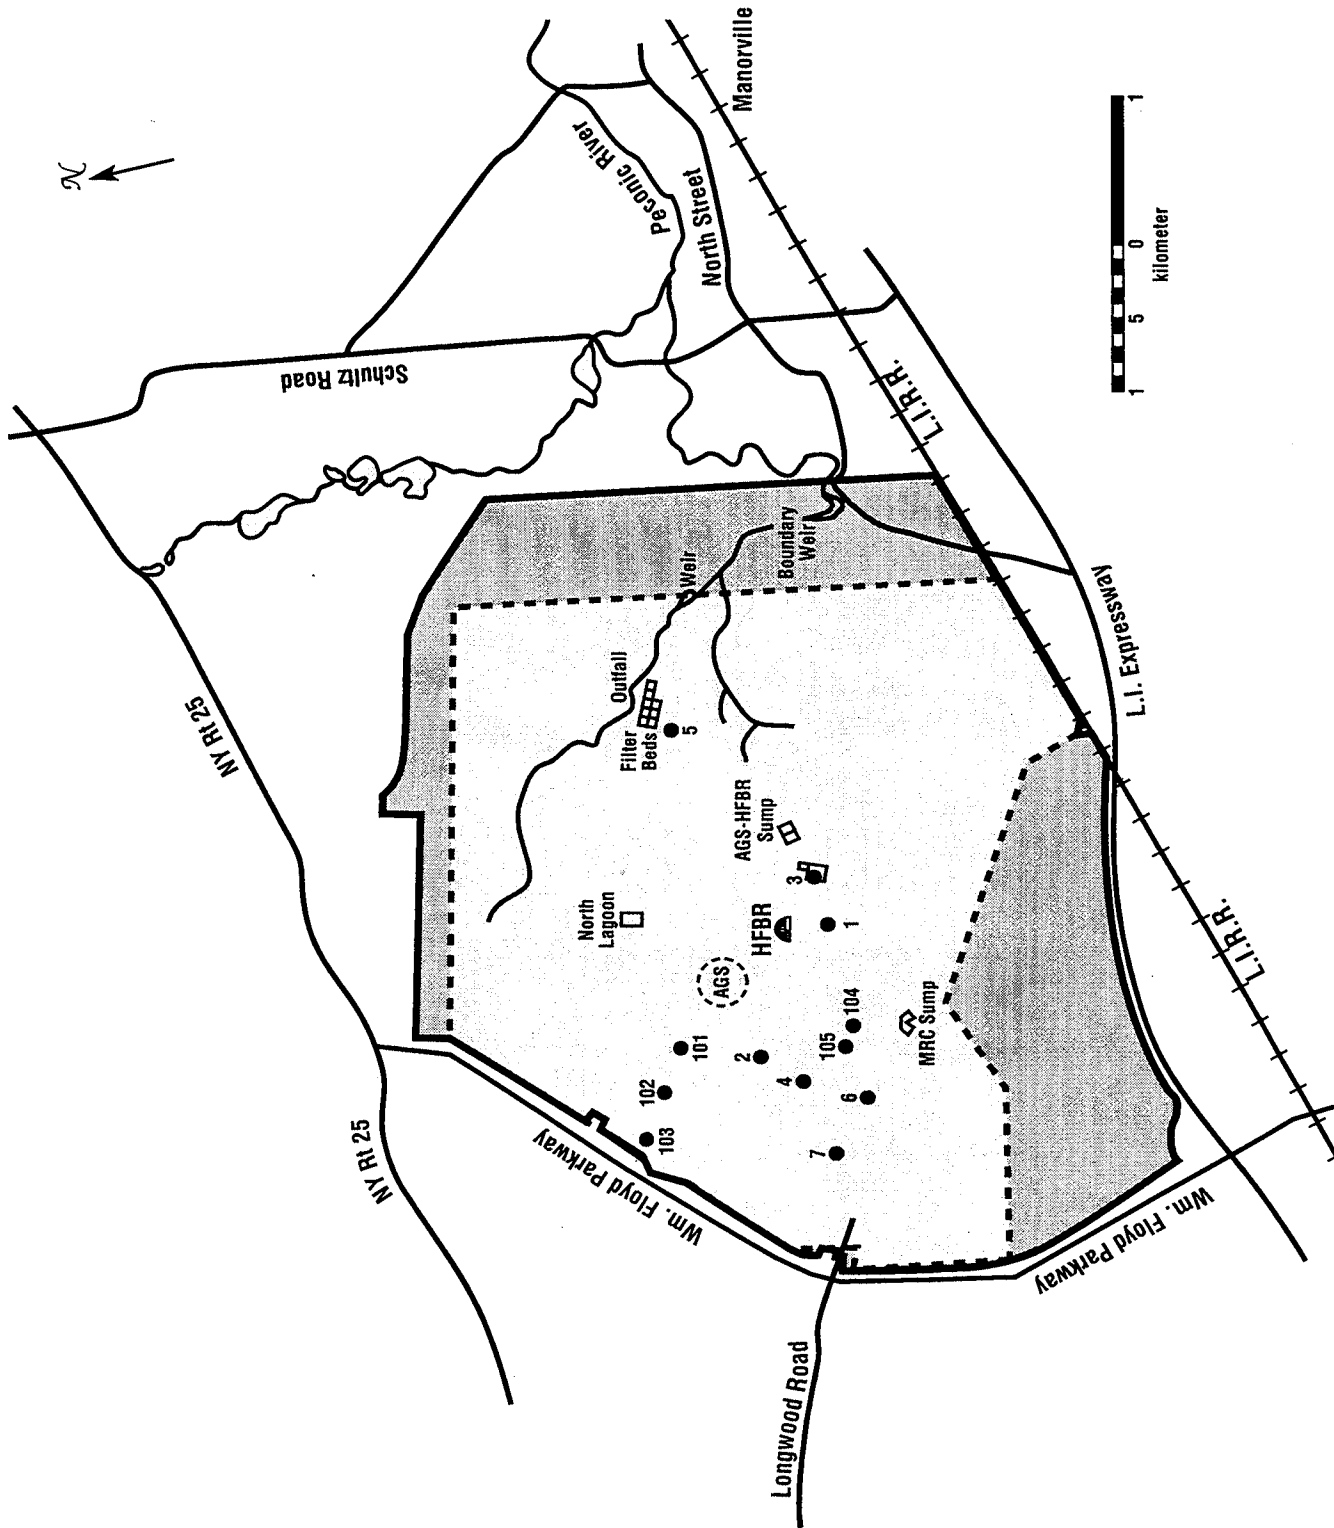 N
NY Rt 25
Schultz Road
Peconic River
North Street
Manorville
L.I.R.R.
L.I. Expressway
Boundary
Weir
Weir
Outfall
Filter
Beds
5
AGS-HFBR
Sump
3
HFBR
1
North
Lagoon
AGS
101
102
103
2
4
105
104
6
7
MRC Sump
NY Rt 25
Wm. Floyd Parkway
Wm. Floyd Parkway
Longwood Road
L.I.R.R.
1 5 0 1
kilometer